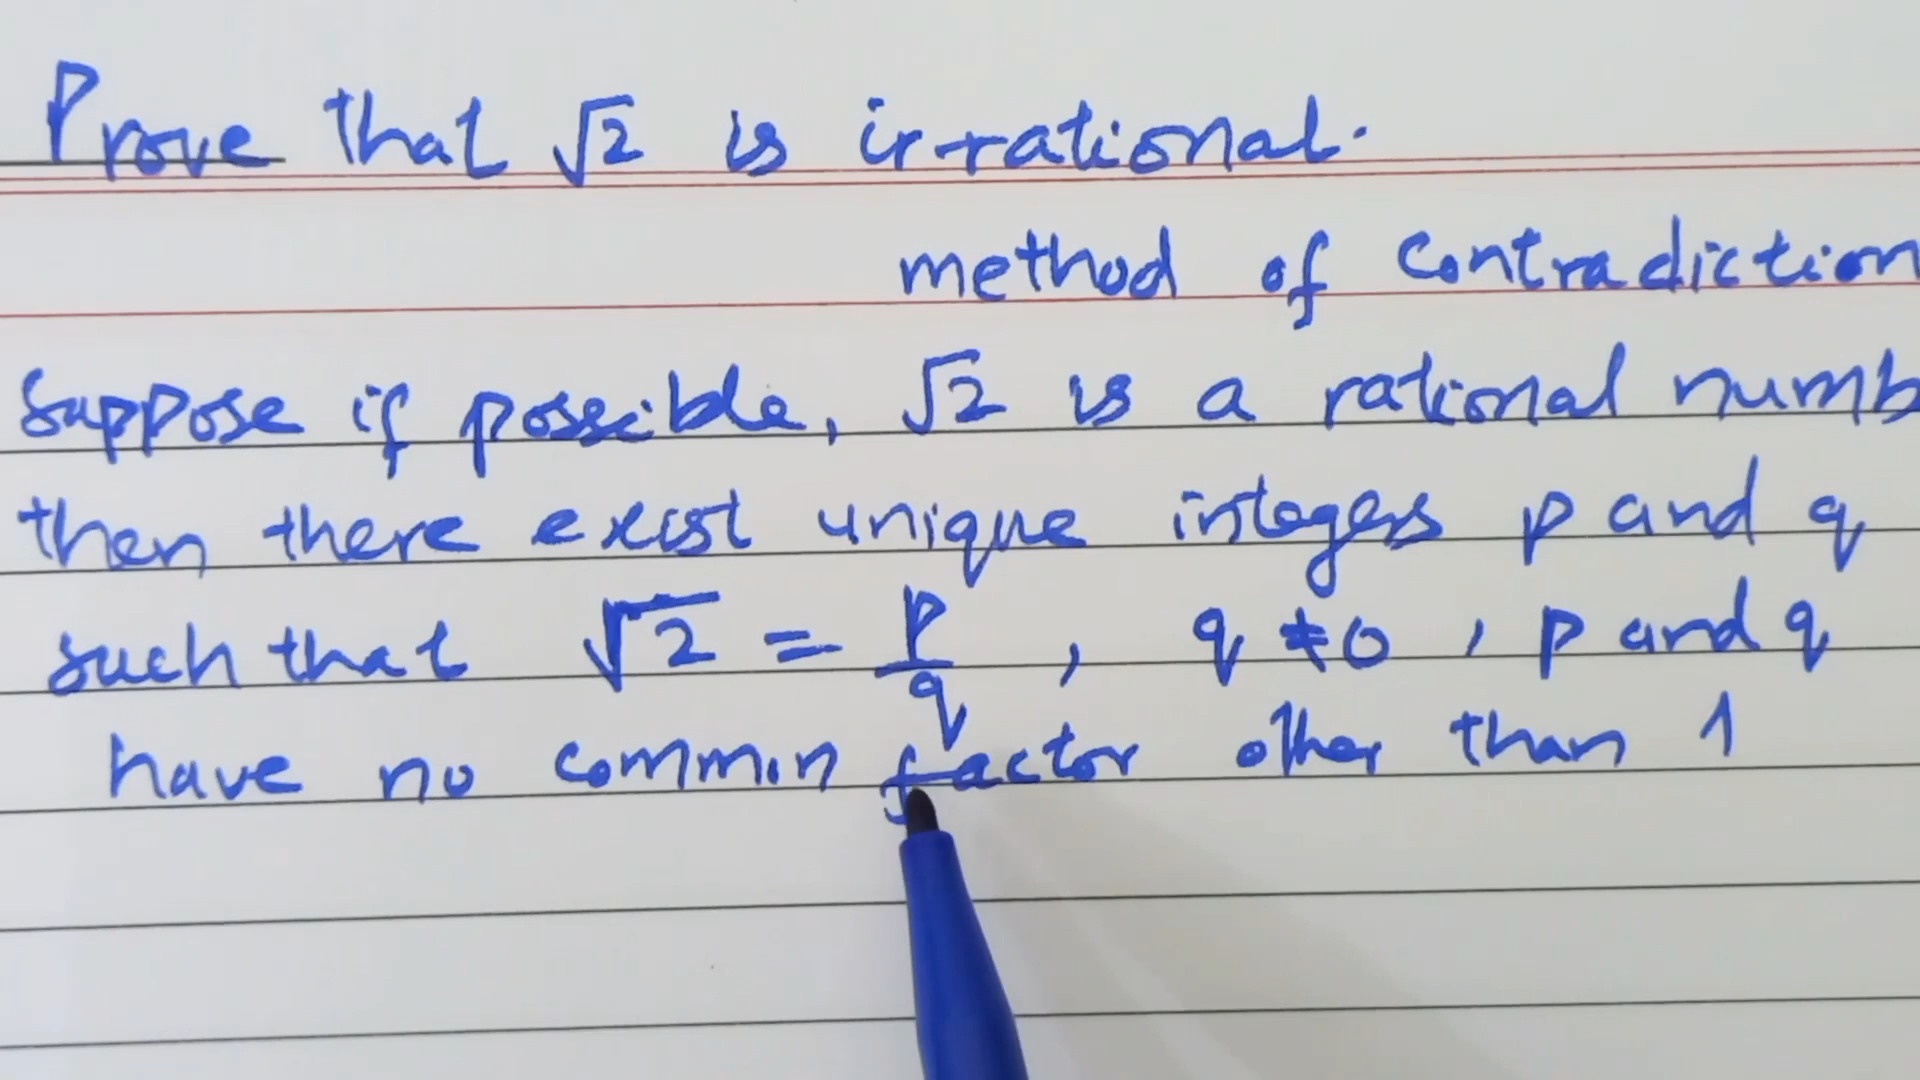 Prove that √2 is irrational.
method of contradiction
Suppose if possible, √2 is a rational numb
then there exist unique integers p and q
such that √2 = p/q , q ≠ 0 , p and q
have no common factor other than 1